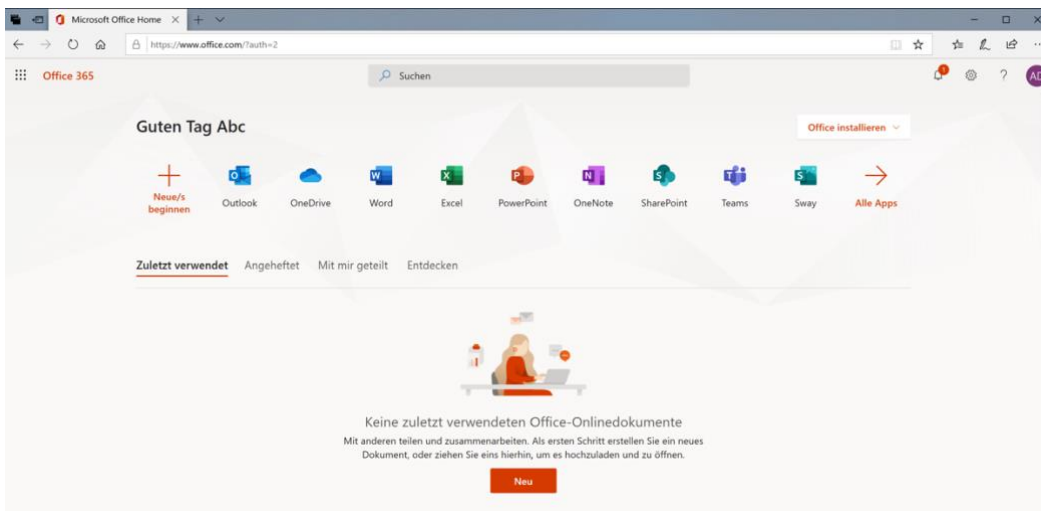 Microsoft Office Home
https://www.office.com/?auth=2
Office 365
Suchen
1
?
AD
Guten Tag Abc
Office installieren
Neue/s beginnen
Outlook
OneDrive
Word
Excel
PowerPoint
OneNote
SharePoint
Teams
Sway
Alle Apps
Zuletzt verwendet
Angeheftet
Mit mir geteilt
Entdecken
Keine zuletzt verwendeten Office-Onlinedokumente
Mit anderen teilen und zusammenarbeiten. Als ersten Schritt erstellen Sie ein neues
Dokument, oder ziehen Sie eins hierhin, um es hochzuladen und zu öffnen.
Neu